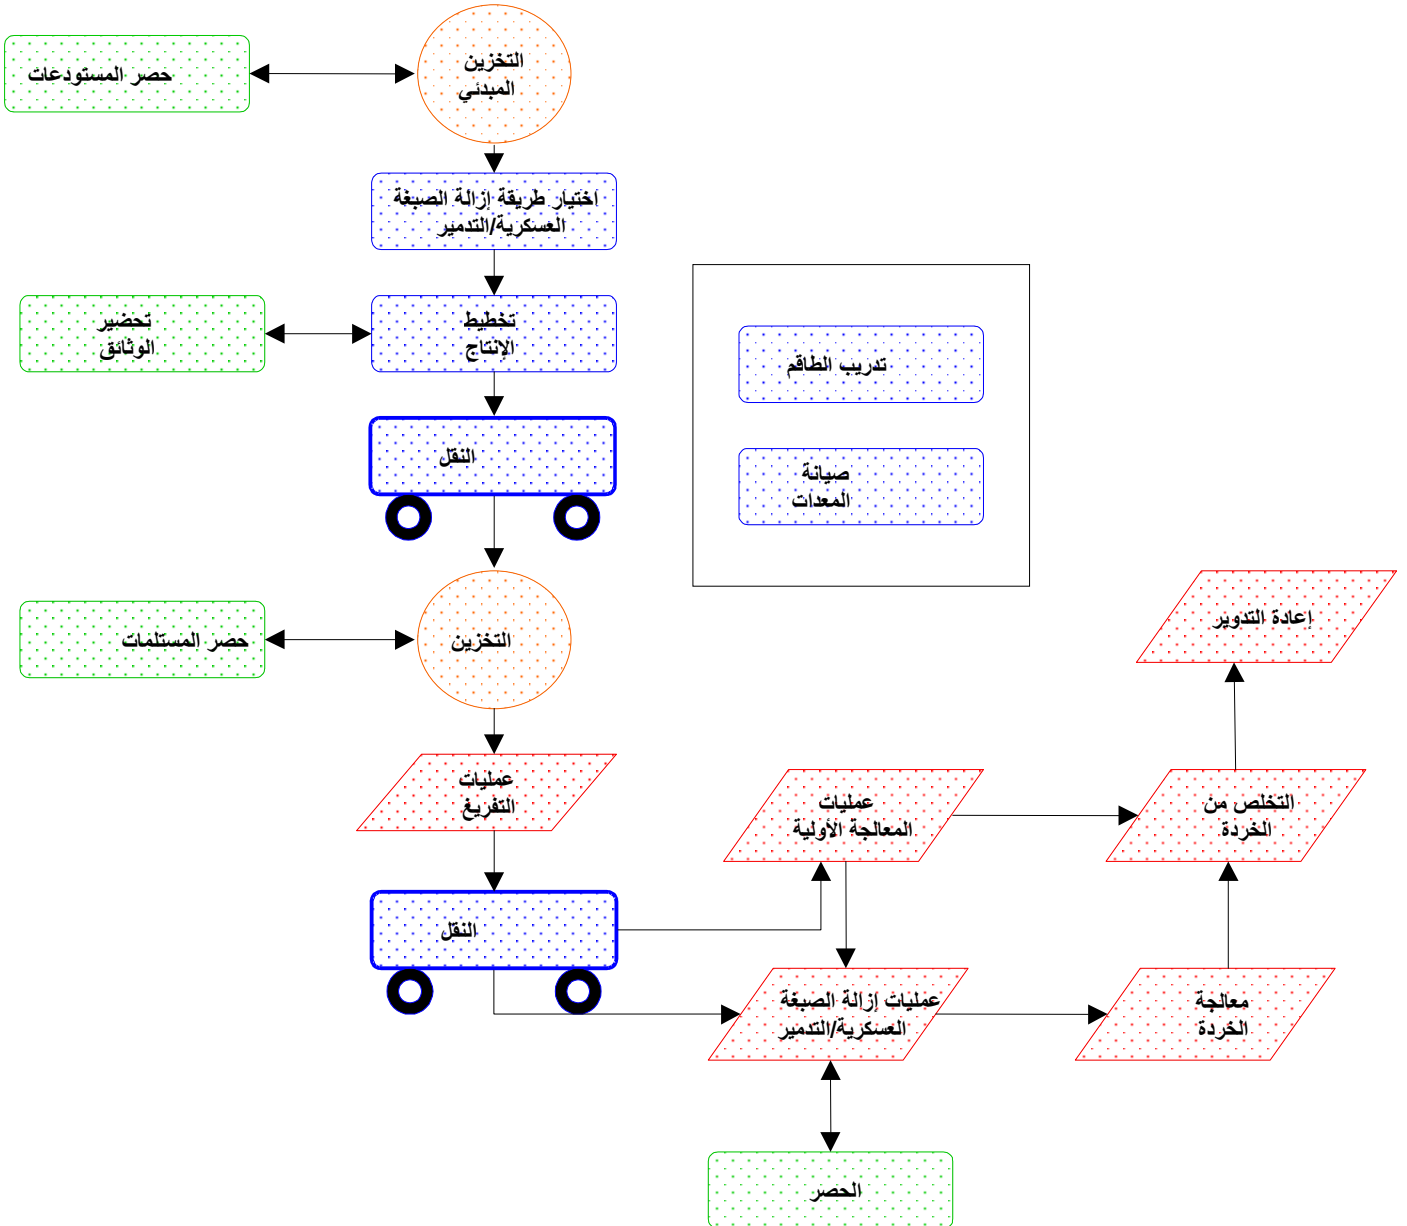 التخزين
المبدئي
حصر المستودعات
اختيار طريقة إزالة الصبغة
العسكرية/التدمير
تخطيط
الإنتاج
تحضير
الوثائق
تدريب الطاقم
صيانة
المعدات
النقل
التخزين
حصر المستلمات
إعادة التدوير
عمليات
التفريغ
عمليات
المعالجة الأولية
التخلص من
الخردة
النقل
عمليات إزالة الصبغة
العسكرية/التدمير
معالجة
الخردة
الحصر